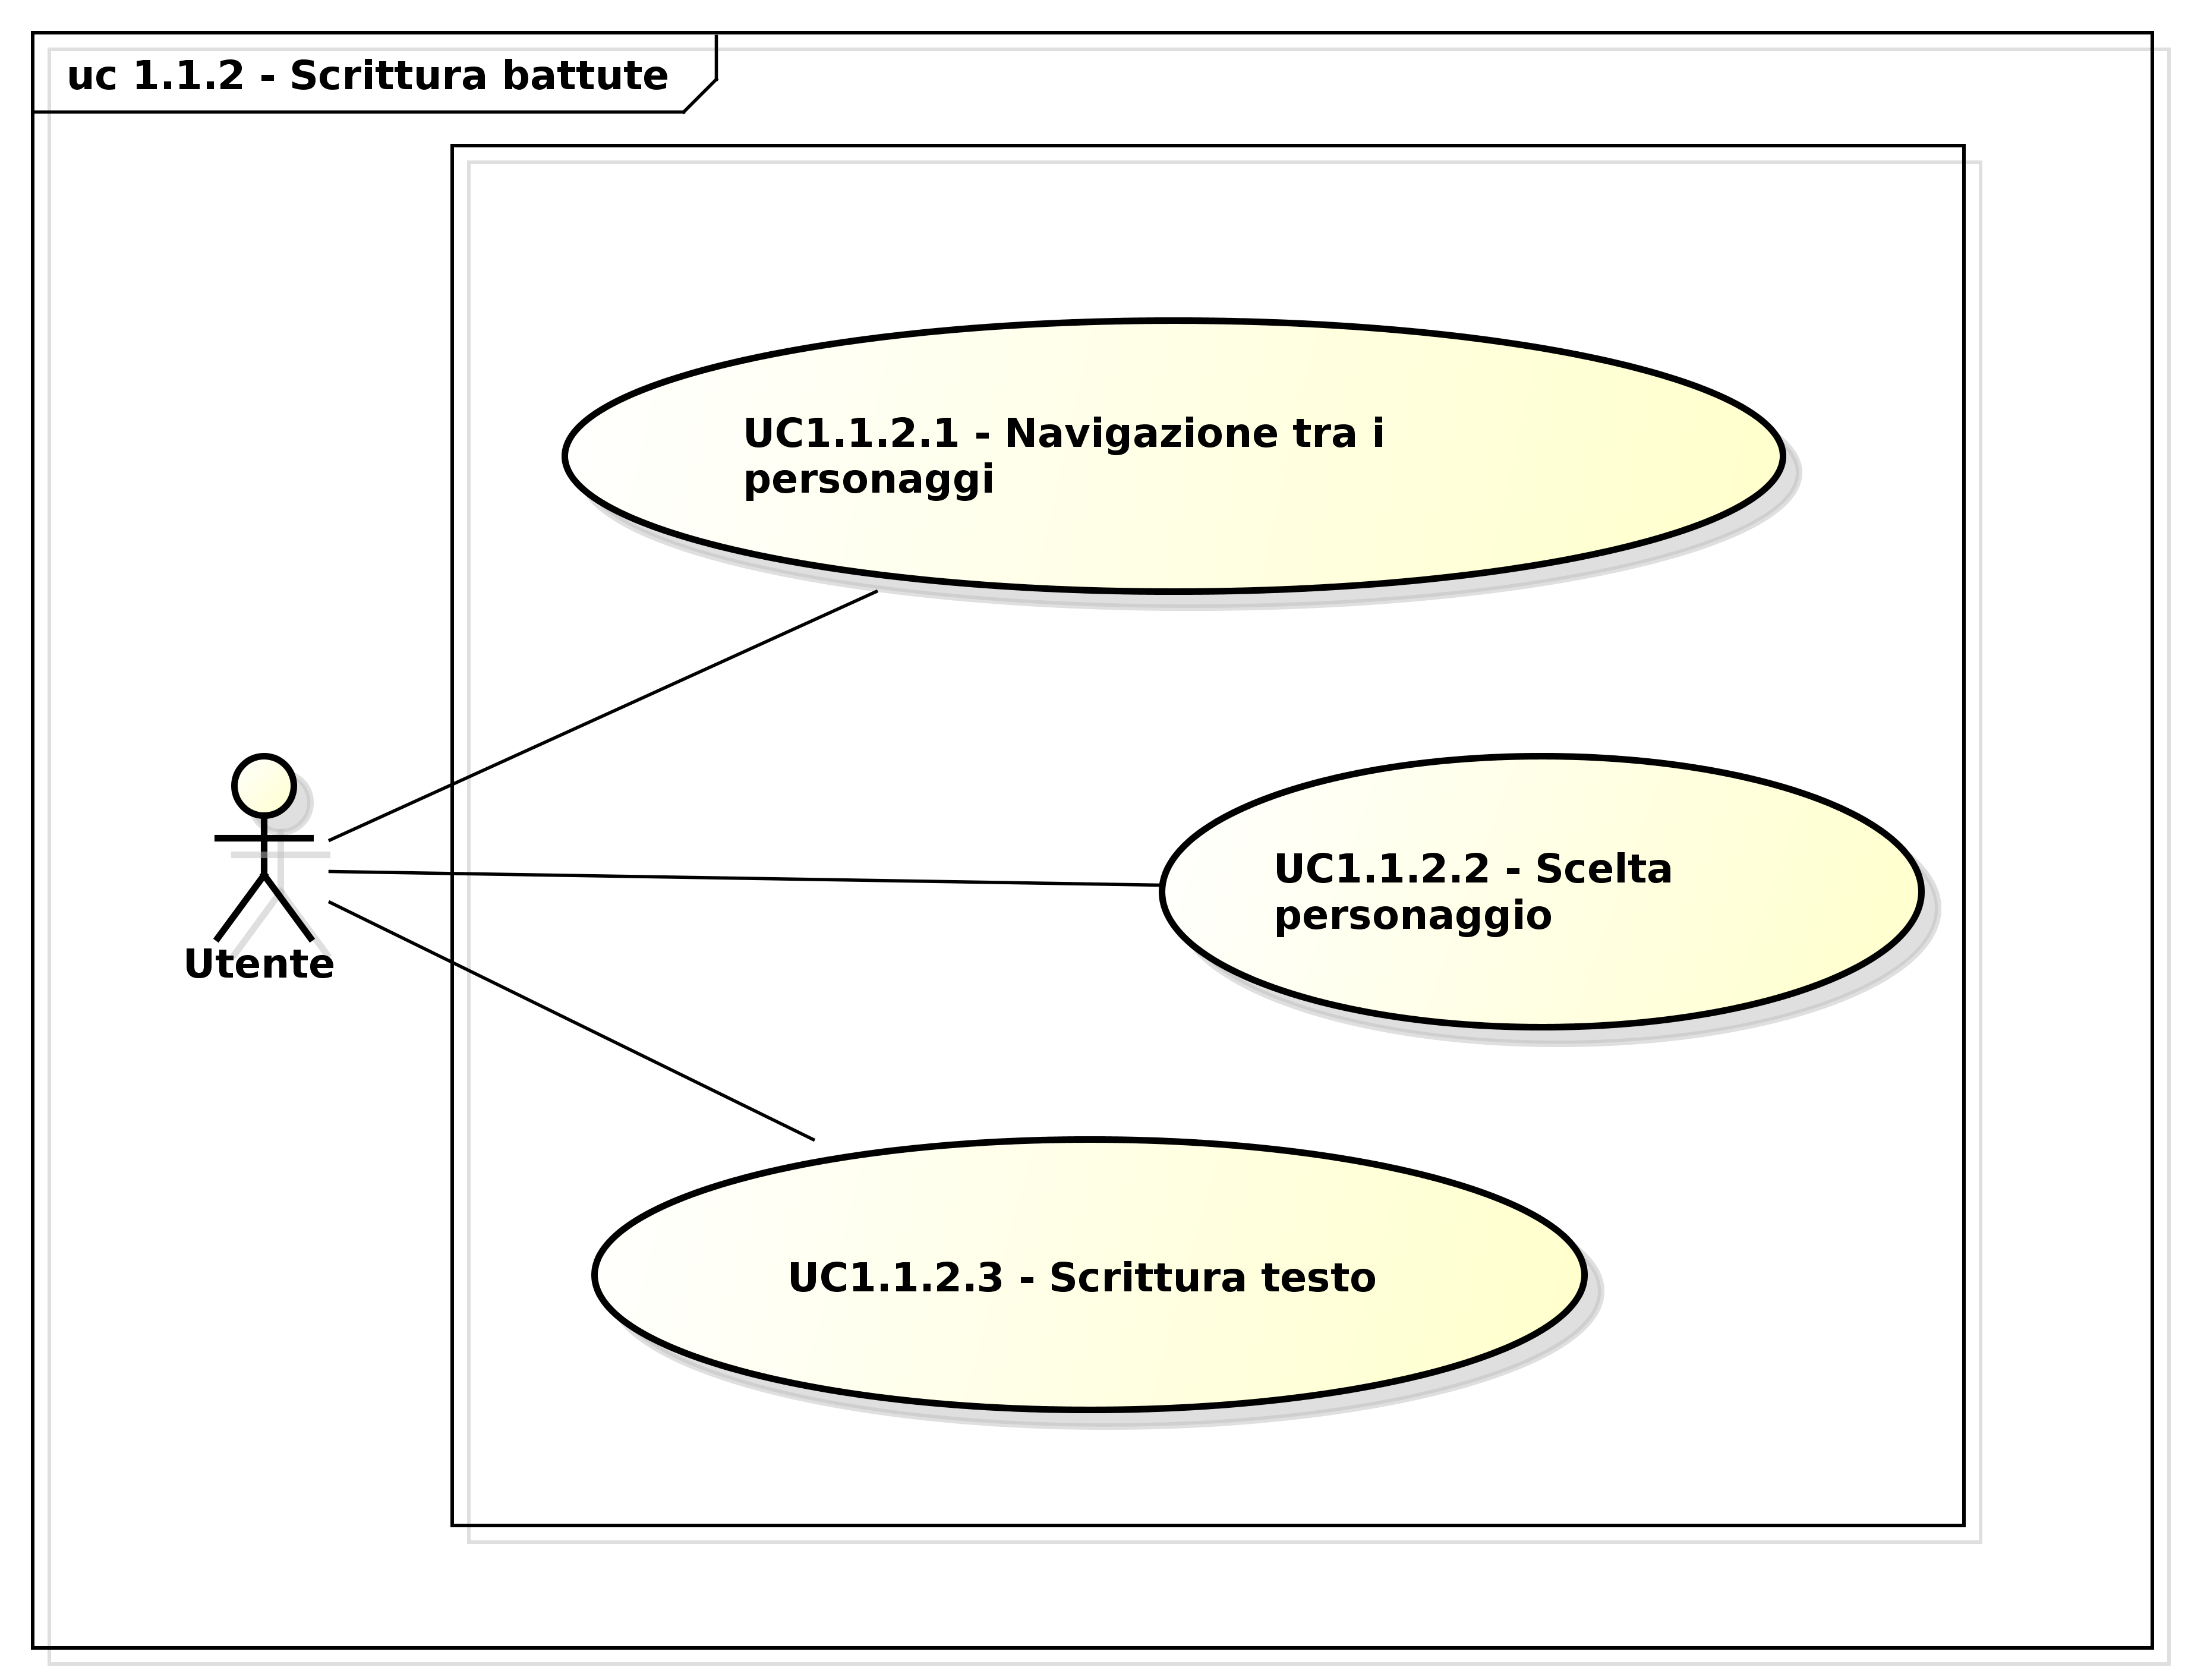 uc 1.1.2 - Scrittura battute
UC1.1.2.1 - Navigazione tra i
personaggi
UC1.1.2.2 - Scelta
personaggio
Utente
UC1.1.2.3 - Scrittura testo